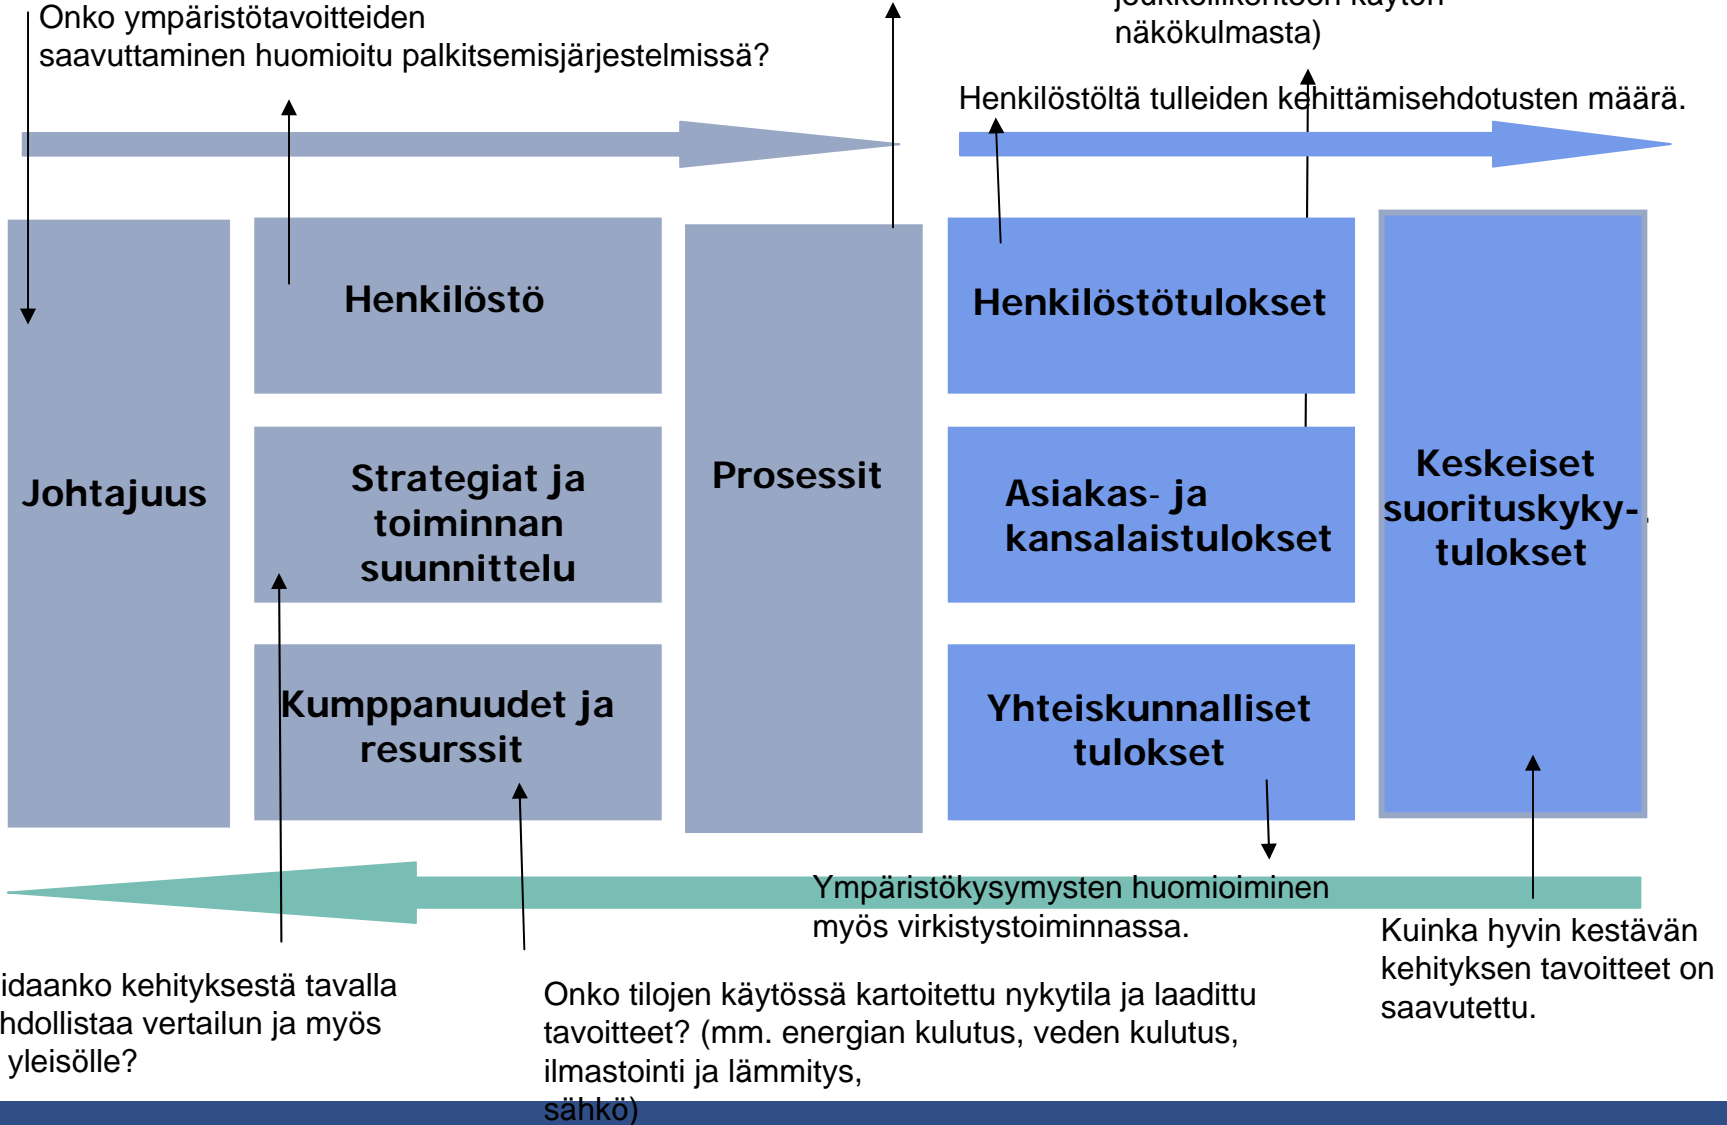 Onko ympäristötavoitteiden
saavuttaminen huomioitu palkitsemisjärjestelmissä?
näkökulmasta)
Henkilöstöltä tulleiden kehittämisehdotusten määrä.
Johtajuus
Henkilöstö
Strategiat ja
toiminnan
suunnittelu
Kumppanuudet ja
resurssit
Prosessit
Henkilöstötulokset
Asiakas- ja
kansalaistulokset
Yhteiskunnalliset
tulokset
Keskeiset
suorituskyky-
tulokset
Ympäristökysymysten huomioiminen
myös virkistystoiminnassa.
Kuinka hyvin kestävän
kehityksen tavoitteet on
saavutettu.
idaanko kehityksestä tavalla
hdollistaa vertailun ja myös
yleisölle?
Onko tilojen käytössä kartoitettu nykytila ja laadittu
tavoitteet? (mm. energian kulutus, veden kulutus,
ilmastointi ja lämmitys,
sähkö)